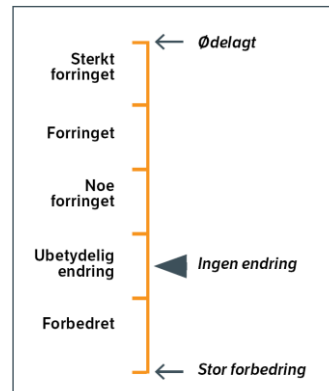 Ødelagt
Sterkt
forringet
Forringet
Noe
forringet
Ubetydelig
endring
Ingen endring
Forbedret
Stor forbedring